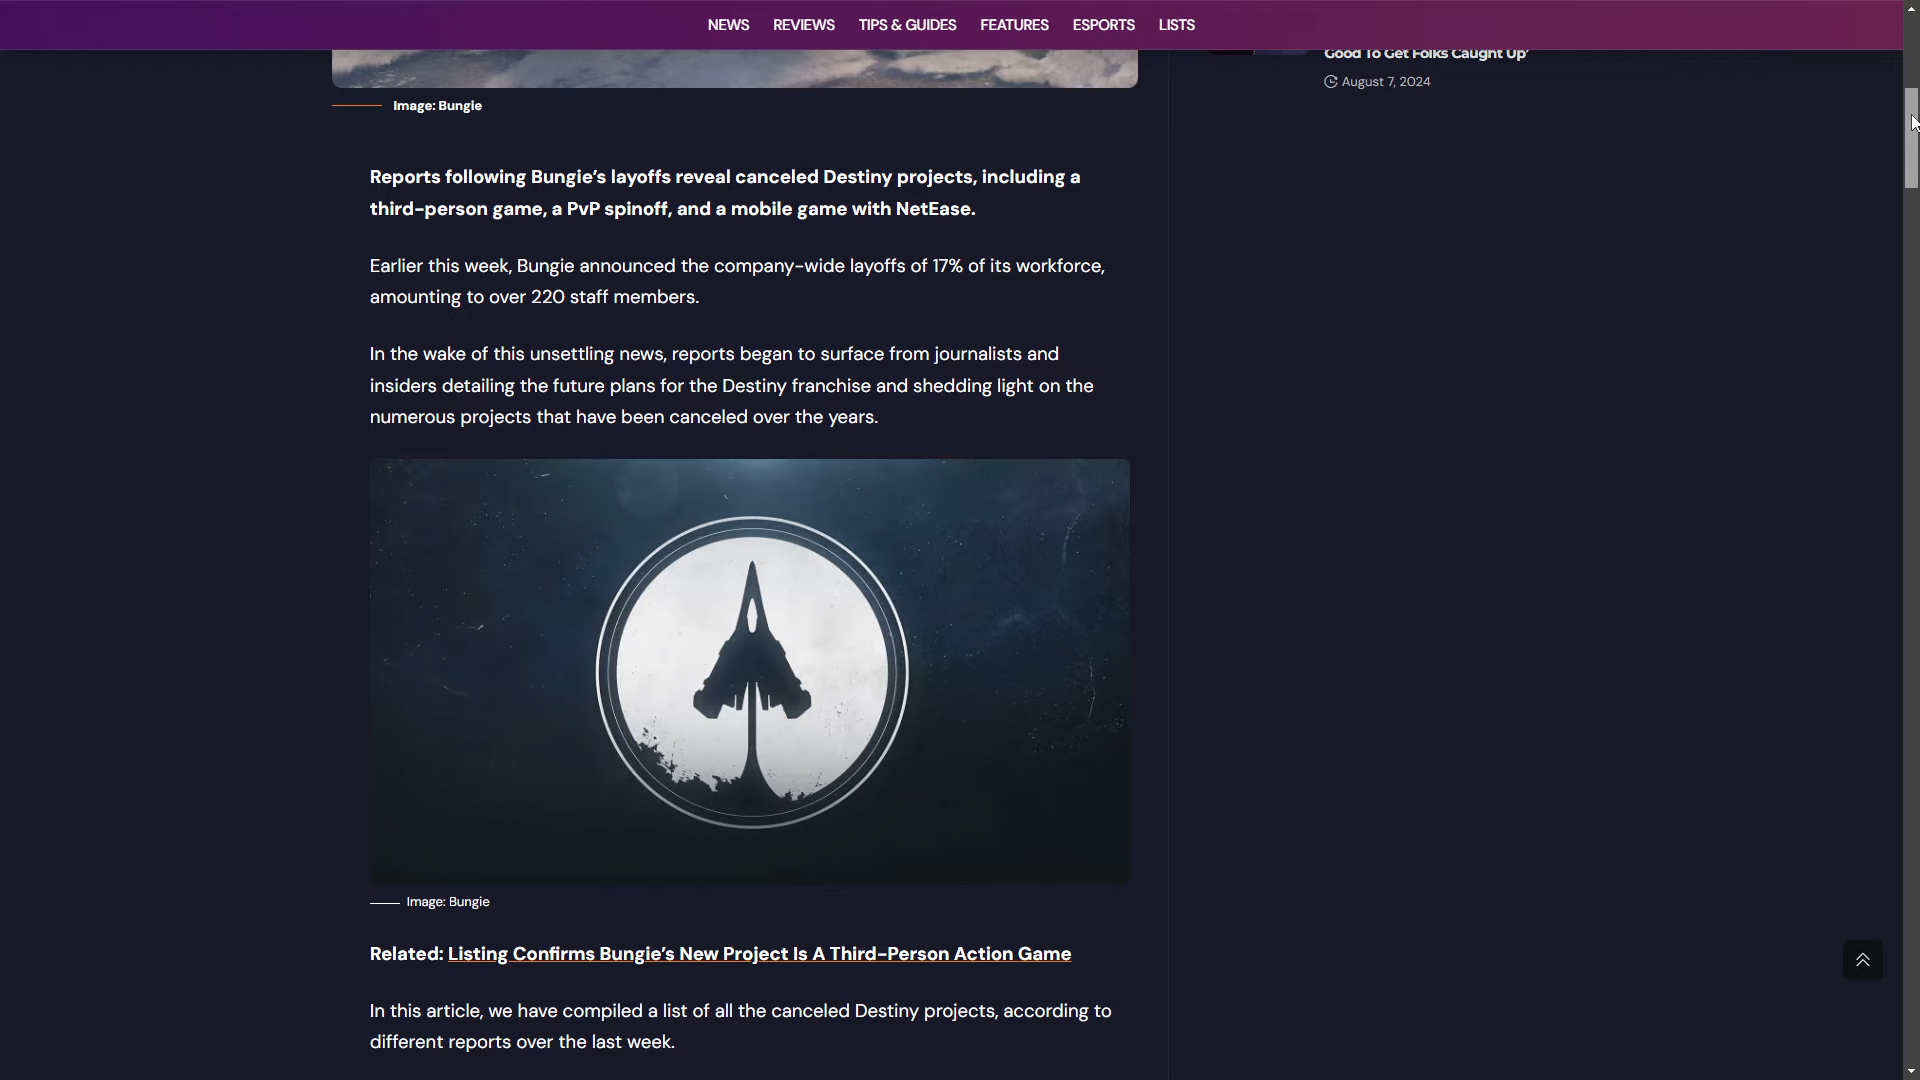 NEWS REVIEWS TIPS & GUIDES FEATURES ESPORTS LISTS
Good To Get Folks Caught Up'
August 7, 2024
Image: Bungie
Reports following Bungie’s layoffs reveal canceled Destiny projects, including a
third-person game, a PvP spinoff, and a mobile game with NetEase.
Earlier this week, Bungie announced the company-wide layoffs of 17% of its workforce,
amounting to over 220 staff members.
In the wake of this unsettling news, reports began to surface from journalists and
insiders detailing the future plans for the Destiny franchise and shedding light on the
numerous projects that have been canceled over the years.
Image: Bungie
Related: Listing Confirms Bungie’s New Project Is A Third-Person Action Game
In this article, we have compiled a list of all the canceled Destiny projects, according to
different reports over the last week.